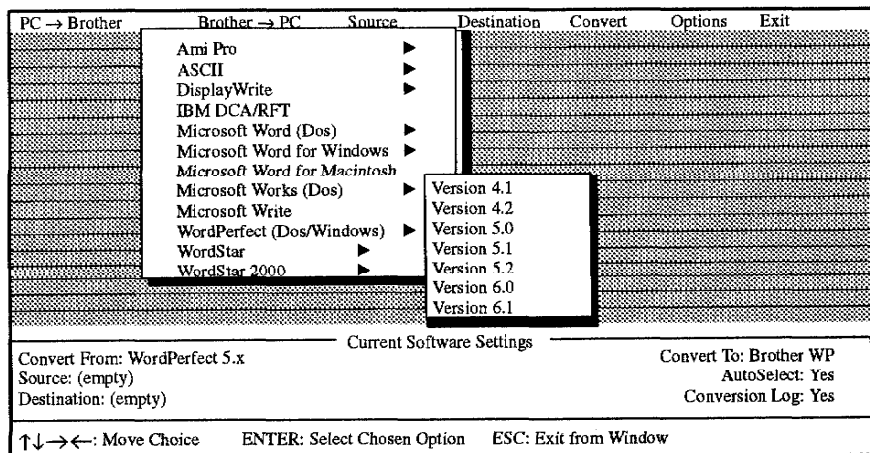 PC → Brother Brother → PC Source Destination Convert Options Exit
Ami Pro ▶
ASCII ▶
DisplayWrite ▶
IBM DCA/RFT
Microsoft Word (Dos) ▶
Microsoft Word for Windows ▶
Microsoft Word for Macintosh
Microsoft Works (Dos) ▶
Microsoft Write
WordPerfect (Dos/Windows) ▶
WordStar ▶
WordStar 2000 ▶
Version 4.1
Version 4.2
Version 5.0
Version 5.1
Version 5.2
Version 6.0
Version 6.1
Current Software Settings
Convert From: WordPerfect 5.x
Source: (empty)
Destination: (empty)
Convert To: Brother WP
AutoSelect: Yes
Conversion Log: Yes
↑↓→←: Move Choice ENTER: Select Chosen Option ESC: Exit from Window